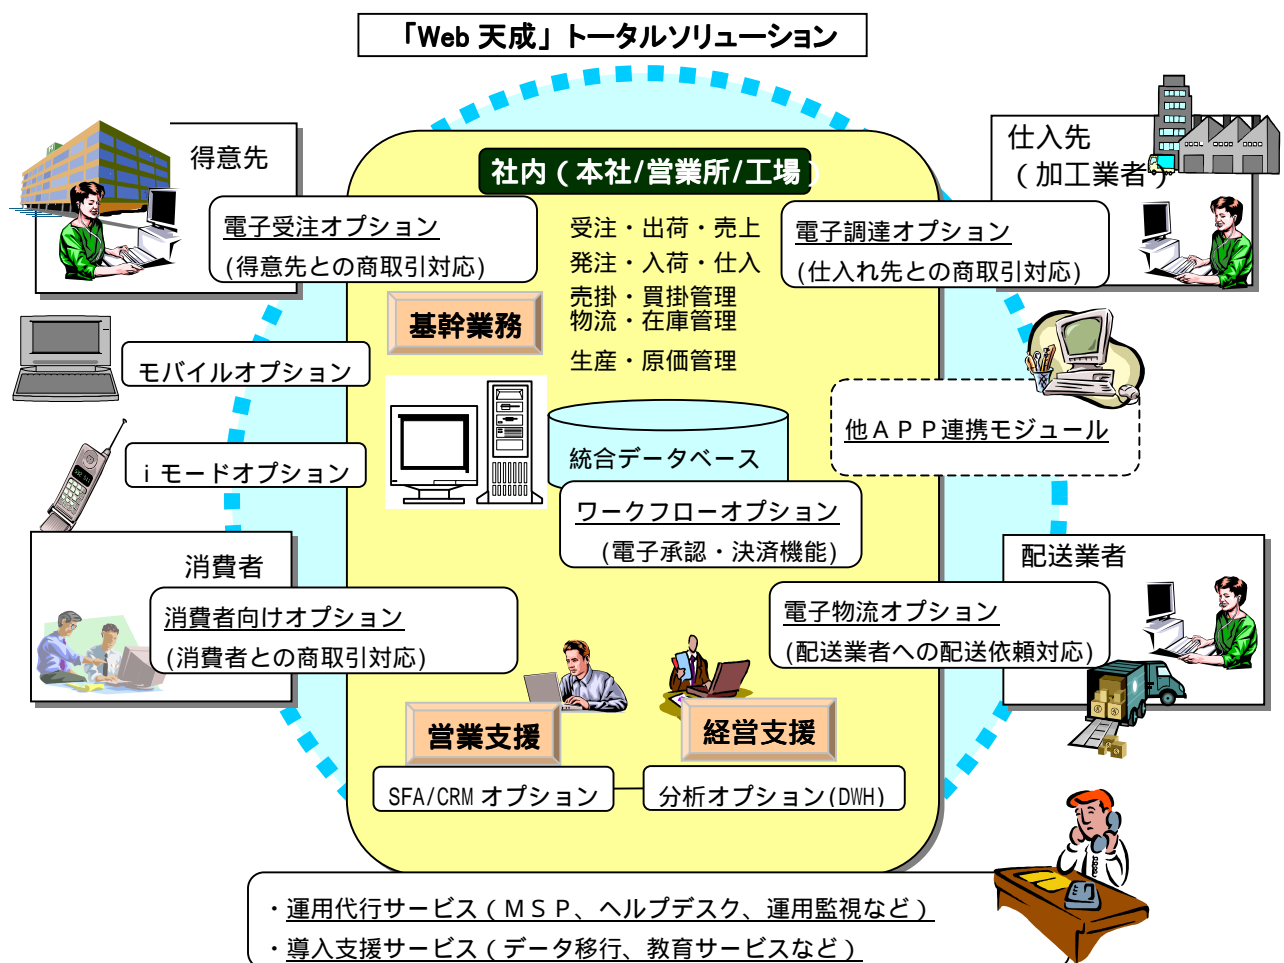 「Web 天成」トータルソリューション
得意先
電子受注オプション
(得意先との商取引対応)
社内（本社/営業所/工場）
受注・出荷・売上
発注・入荷・仕入
売掛・買掛管理
物流・在庫管理
生産・原価管理
基幹業務
仕入先
（加工業者）
電子調達オプション
(仕入れ先との商取引対応)
モバイルオプション
ｉモードオプション
統合データベース
他ＡＰＰ連携モジュール
ワークフローオプション
(電子承認・決済機能)
消費者
消費者向けオプション
(消費者との商取引対応)
配送業者
電子物流オプション
(配送業者への配送依頼対応)
営業支援
経営支援
SFA/CRM オプション
分析オプション(DWH)
・運用代行サービス（ＭＳＰ、ヘルプデスク、運用監視など）
・導入支援サービス（データ移行、教育サービスなど）